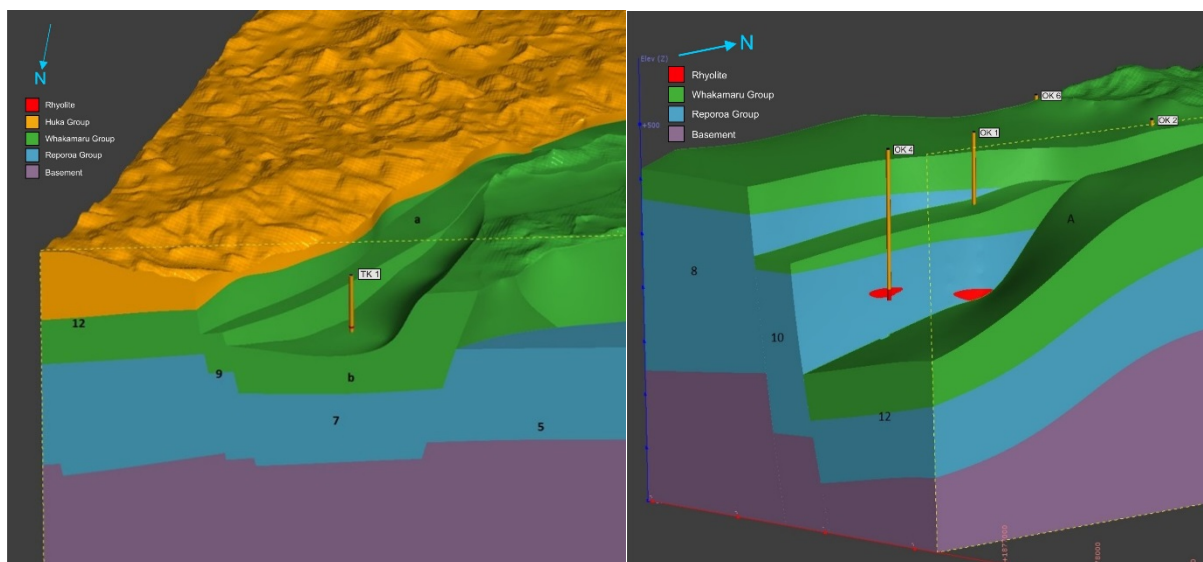 N
Rhyolite
Huka Group
Whakamaru Group
Reporoa Group
Basement
a
TK 1
12
9
b
7
5
N
Elev (Z)
Rhyolite
Whakamaru Group
Reporoa Group
Basement
+500
OK 6
OK 2
OK 1
OK 4
A
8
10
12